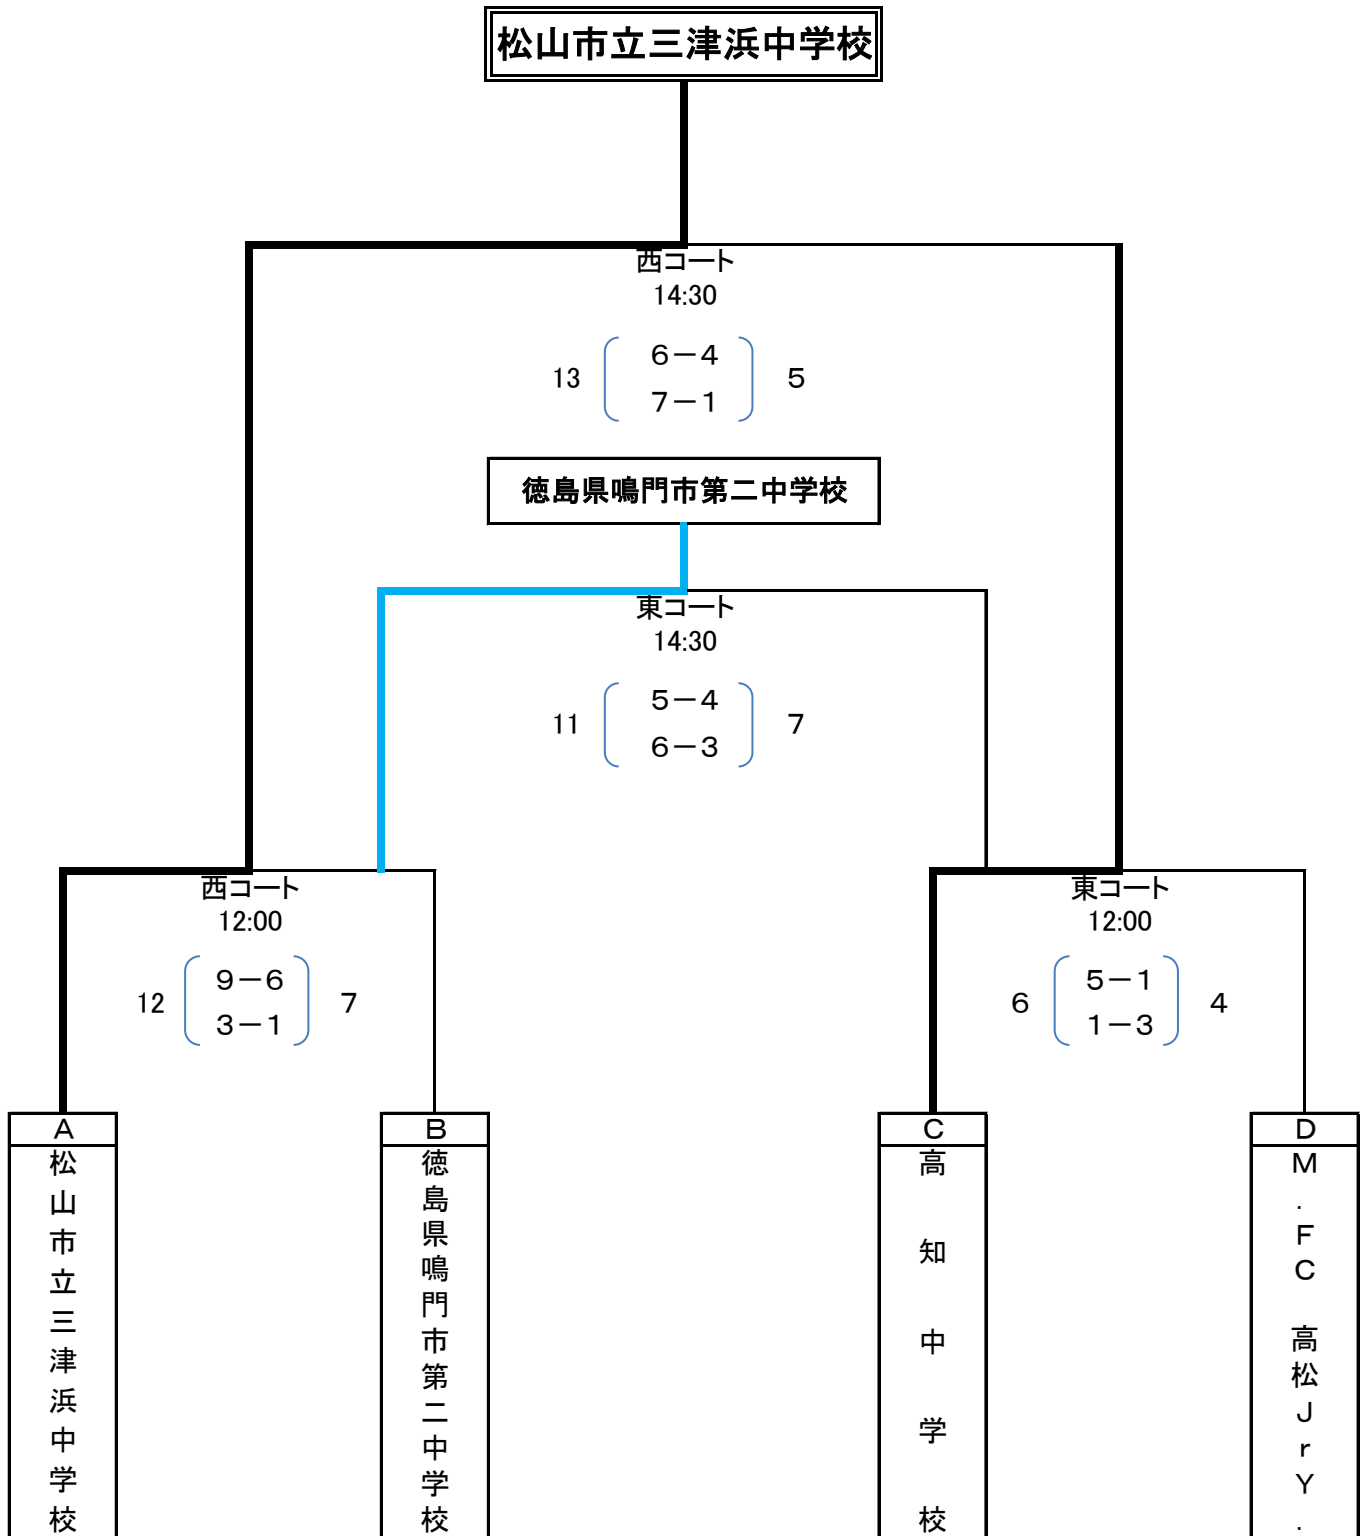 松山市立三津浜中学校
西コート
14:30
6－4
13 5
7－1
徳島県鳴門市第二中学校
東コート
14:30
5－4
11 7
6－3
西コート
12:00
9－6
12 7
3－1
東コート
12:00
5－1
6 4
1－3
A
松山市立三津浜中学校
B
徳島県鳴門市第二中学校
C
高知中学校
D
M.FC 高松JrY.